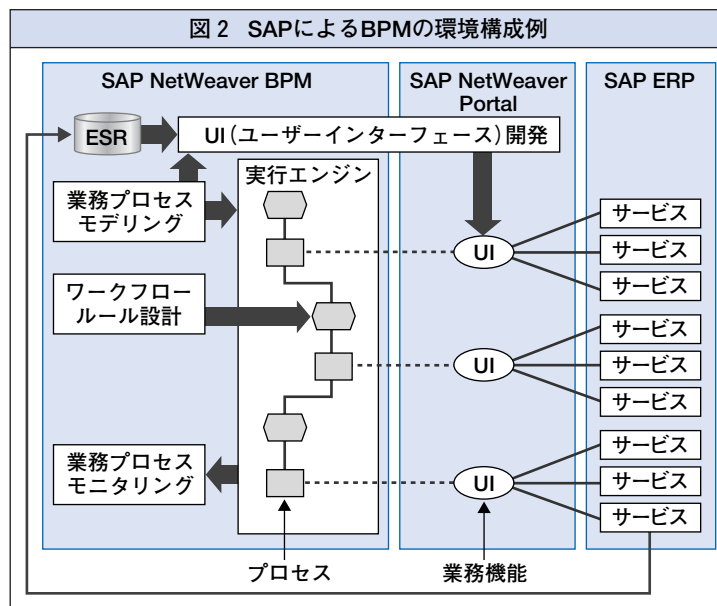 図2 SAPによるBPMの環境構成例
SAP NetWeaver BPM
SAP NetWeaver
Portal
SAP ERP
ESR
UI(ユーザーインターフェース)開発
実行エンジン
業務プロセス
モデリング
ワークフロー
ルール設計
業務プロセス
モニタリング
UI
UI
UI
サービス
サービス
サービス
サービス
サービス
サービス
サービス
サービス
サービス
プロセス
業務機能